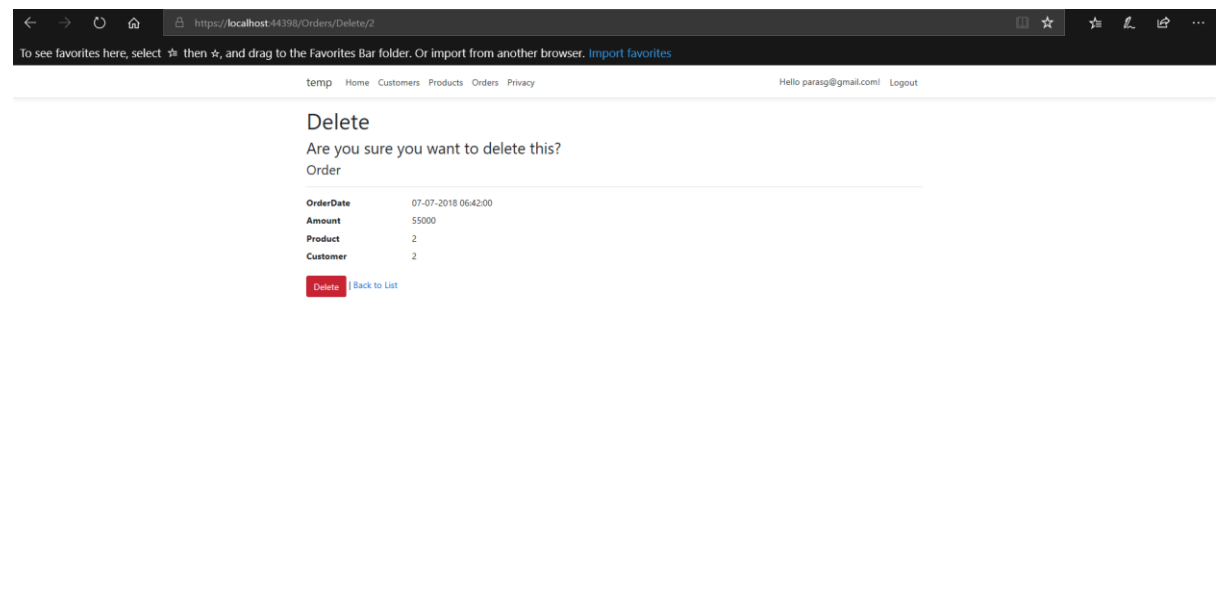 https://localhost:44398/Orders/Delete/2
To see favorites here, select then , and drag to the Favorites Bar folder. Or import from another browser. Import favorites
temp Home Customers Products Orders Privacy Hello parasg@gmail.com! Logout
Delete
Are you sure you want to delete this?
Order
OrderDate 07-07-2018 06:42:00
Amount 55000
Product 2
Customer 2
Delete | Back to List